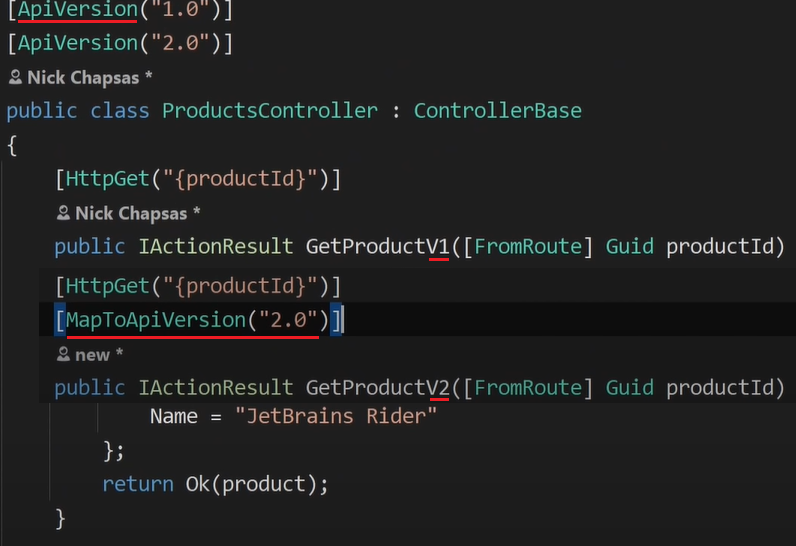 [ApiVersion("1.0")]
[ApiVersion("2.0")]
Nick Chapsas *
public class ProductsController : ControllerBase
{
[HttpGet("{productId}")]
Nick Chapsas *
public IActionResult GetProductV1([FromRoute] Guid productId)
[HttpGet("{productId}")]
[MapToApiVersion("2.0")]
new *
public IActionResult GetProductV2([FromRoute] Guid productId)
Name = "JetBrains Rider"
};
return Ok(product);
}